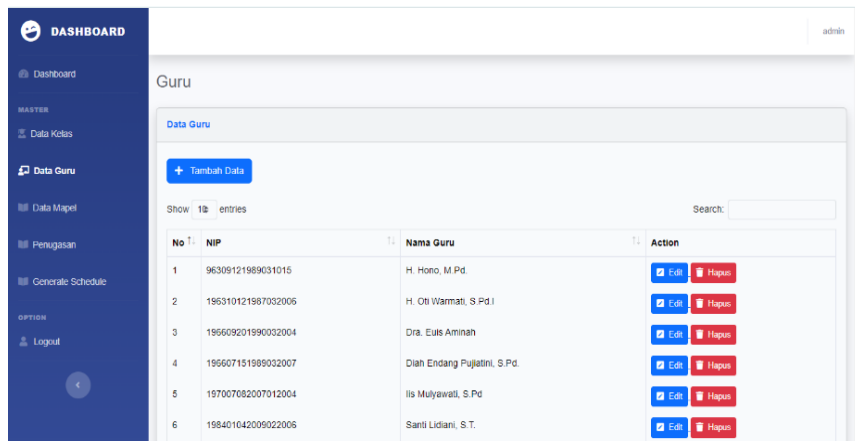 DASHBOARD
admin
Dashboard
MASTER
Data Kelas
Data Guru
Data Mapel
Penugasan
Generate Schedule
OPTION
Logout
Guru
Data Guru
+ Tambah Data
Show 10 entries
Search:
No NIP Nama Guru Action
1 96309121989031015 H. Hono, M.Pd. Edit Hapus
2 196310121987032006 H. Oti Warmati, S.Pd.I Edit Hapus
3 196609201990032004 Dra. Euis Aminah Edit Hapus
4 196607151989032007 Diah Endang Pujiatini, S.Pd. Edit Hapus
5 197007082007012004 Iis Mulyawati, S.Pd Edit Hapus
6 198401042009022006 Santi Lidiani, S.T. Edit Hapus